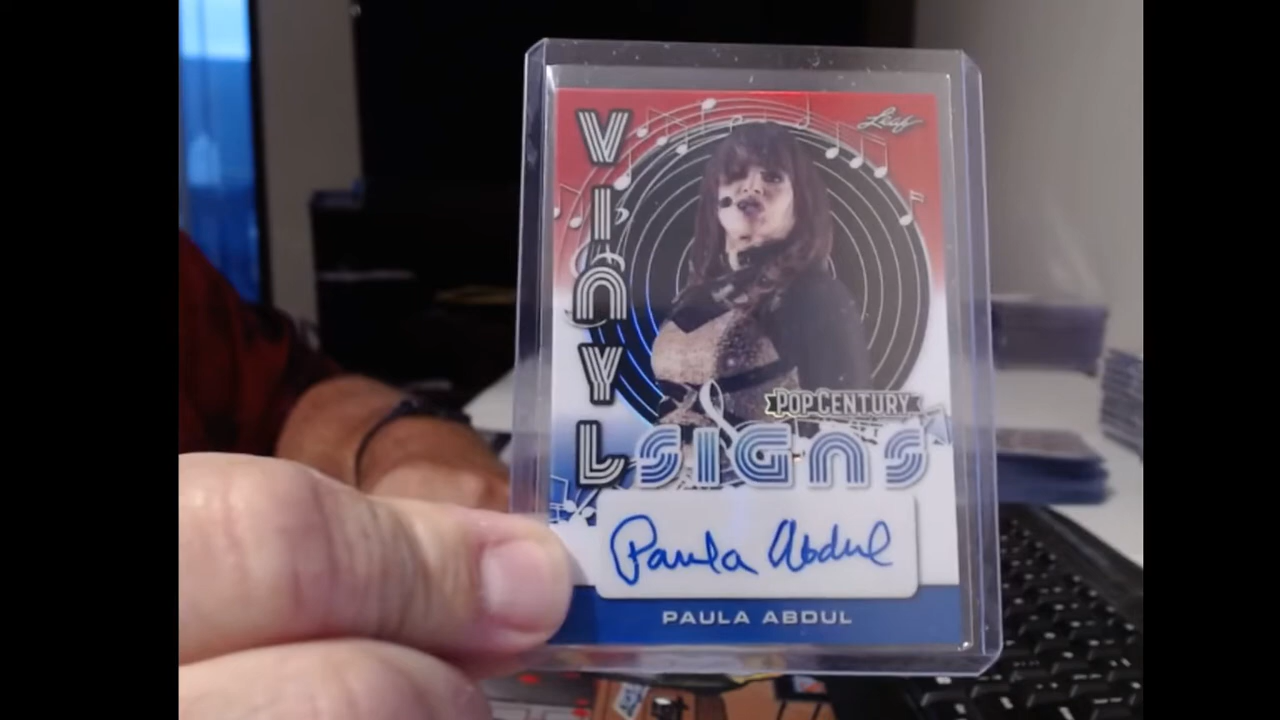 Leaf
VINYL
POP CENTURY
SIGNS
Paula Abdul
PAULA ABDUL